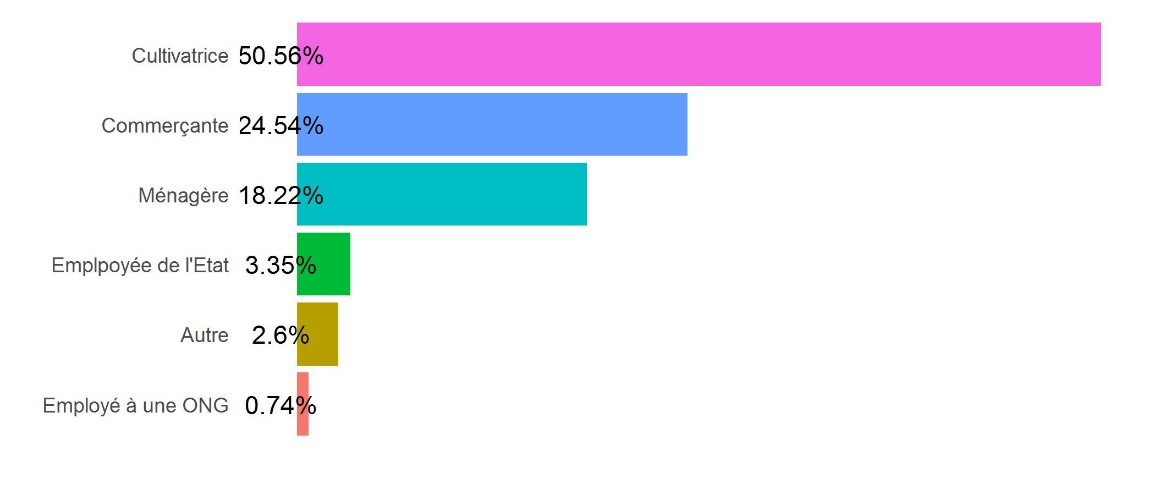 Cultivatrice 50.56%
Commerçante 24.54%
Ménagère 18.22%
Emplpoyée de l'Etat 3.35%
Autre 2.6%
Employé à une ONG 0.74%